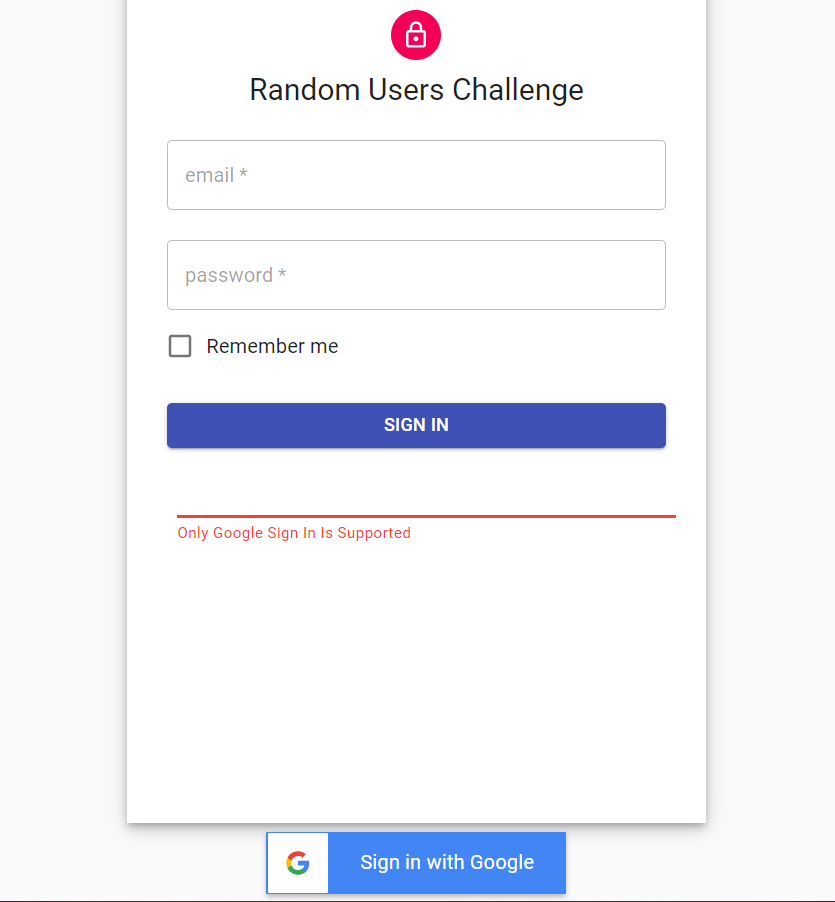 Random Users Challenge
email *
password *
Remember me
SIGN IN
Only Google Sign In Is Supported
Sign in with Google